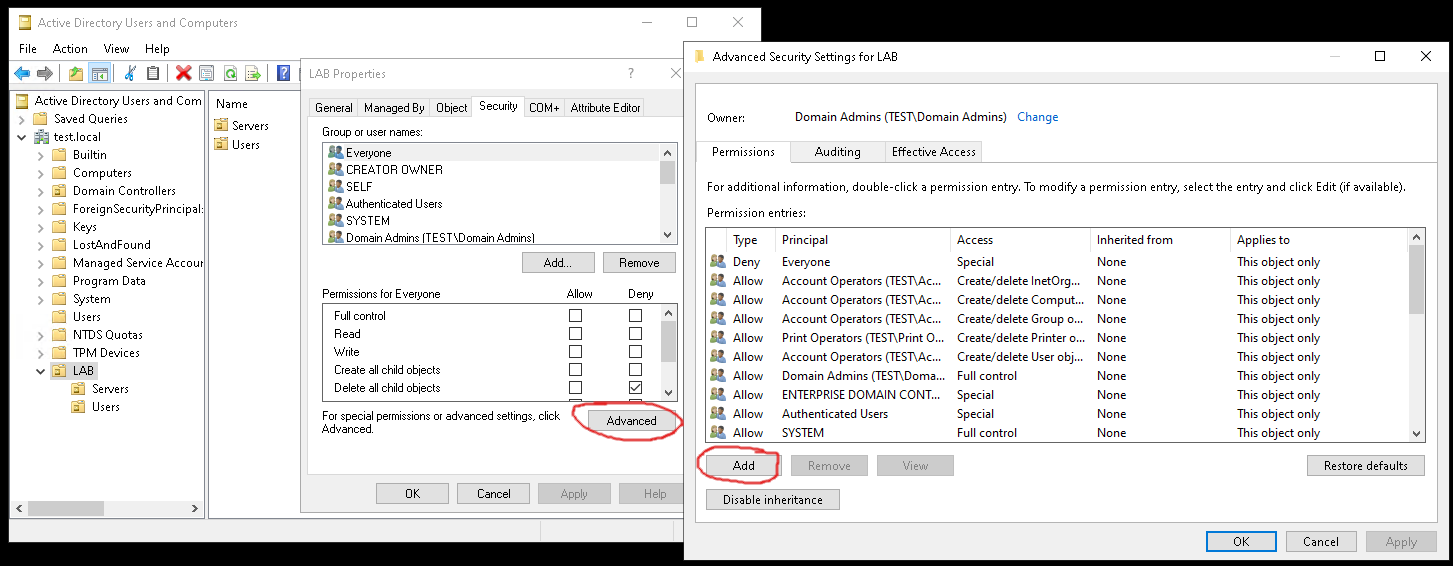 Active Directory Users and Computers
File Action View Help
Active Directory Users and Com
Saved Queries
test.local
Builtin
Computers
Domain Controllers
ForeignSecurityPrincipal:
Keys
LostAndFound
Managed Service Accour
Program Data
System
Users
NTDS Quotas
TPM Devices
LAB
Servers
Users
Name
Servers
Users
LAB Properties
General Managed By Object Security COM+ Attribute Editor
Group or user names:
Everyone
CREATOR OWNER
SELF
Authenticated Users
SYSTEM
Domain Admins (TEST\Domain Admins)
Add... Remove
Permissions for Everyone Allow Deny
Full control
Read
Write
Create all child objects
Delete all child objects
For special permissions or advanced settings, click
Advanced.
Advanced
OK Cancel Apply Help
Advanced Security Settings for LAB
Owner: Domain Admins (TEST\Domain Admins) Change
Permissions Auditing Effective Access
For additional information, double-click a permission entry. To modify a permission entry, select the entry and click Edit (if available).
Permission entries:
Type Principal Access Inherited from Applies to
Deny Everyone Special None This object only
Allow Account Operators (TEST\Ac... Create/delete InetOrg... None This object only
Allow Account Operators (TEST\Ac... Create/delete Comput... None This object only
Allow Account Operators (TEST\Ac... Create/delete Group o... None This object only
Allow Print Operators (TEST\Print O... Create/delete Printer o... None This object only
Allow Account Operators (TEST\Ac... Create/delete User obj... None This object only
Allow Domain Admins (TEST\Doma... Full control None This object only
Allow ENTERPRISE DOMAIN CONT... Special None This object only
Allow Authenticated Users Special None This object only
Allow SYSTEM Full control None This object only
Add Remove View Restore defaults
Disable inheritance
OK Cancel Apply